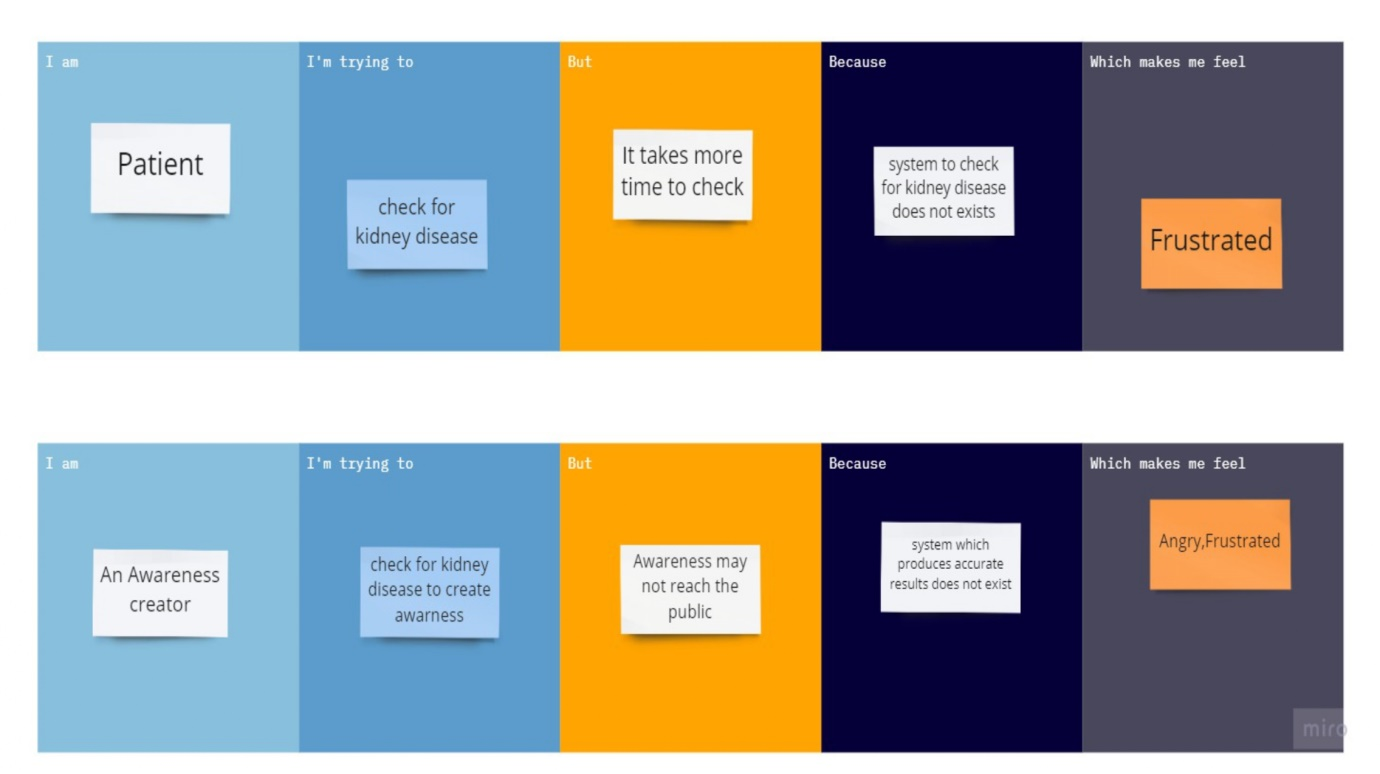 I am
I'm trying to
But
Because
Which makes me feel
Patient
check for
kidney disease
It takes more
time to check
system to check
for kidney disease
does not exists
Frustrated
I am
I'm trying to
But
Because
Which makes me feel
An Awareness
creator
check for kidney
disease to create
awarness
Awareness may
not reach the
public
system which
produces accurate
results does not exist
Angry,Frustrated
miro